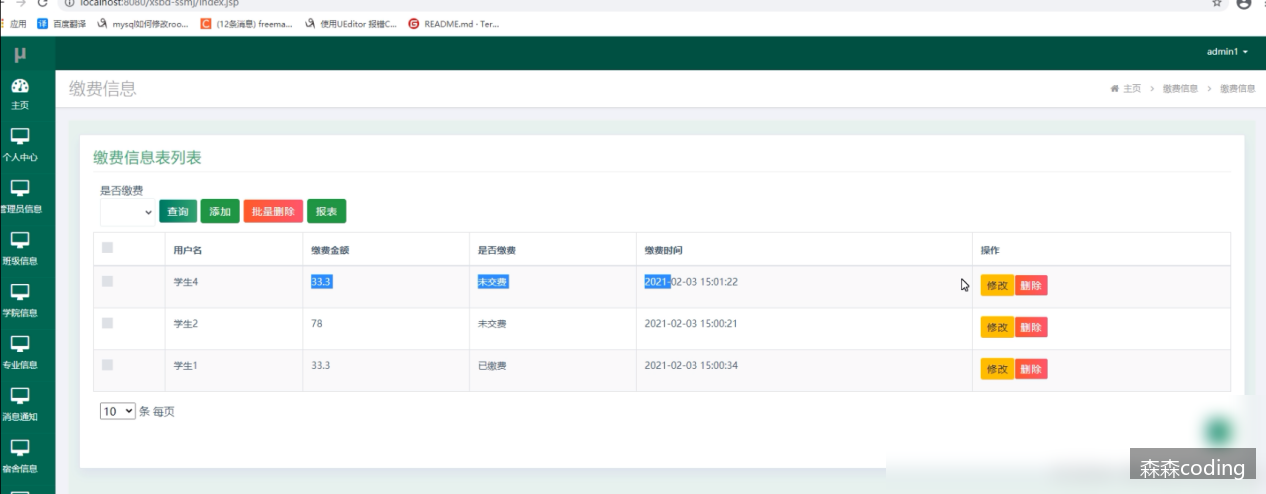 localhost:8080/xsbd-ssmj/index.jsp
应用 百度翻译 mysql如何修改roo... (12条消息) freema... 使用UEditor 报错C... README.md · Ter...
μ admin1
缴费信息 主页 > 缴费信息 > 缴费信息
主页
个人中心
管理员信息
班级信息
学院信息
专业信息
消息通知
宿舍信息
缴费信息表列表
是否缴费
查询 添加 批量删除 报表
用户名 缴费金额 是否缴费 缴费时间 操作
学生4 33.3 未交费 2021-02-03 15:01:22 修改 删除
学生2 78 未交费 2021-02-03 15:00:21 修改 删除
学生1 33.3 已缴费 2021-02-03 15:00:34 修改 删除
10 条 每页
森森coding